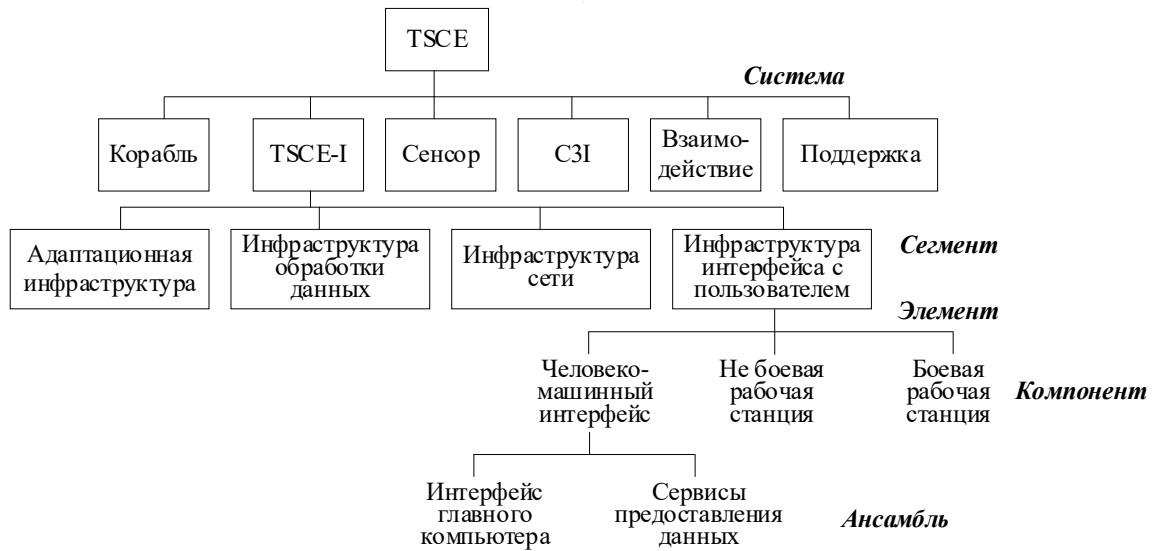 TSCE
Система
Корабль
TSCE-I
Сенсор
C3I
Взаимо-
действие
Поддержка
Адаптационная
инфраструктура
Инфраструктура
обработки
данных
Инфраструктура
сети
Инфраструктура
интерфейса с
пользователем
Сегмент
Элемент
Человеко-
машинный
интерфейс
Не боевая
рабочая
станция
Боевая
рабочая
станция
Компонент
Интерфейс
главного
компьютера
Сервисы
предоставления
данных
Ансамбль